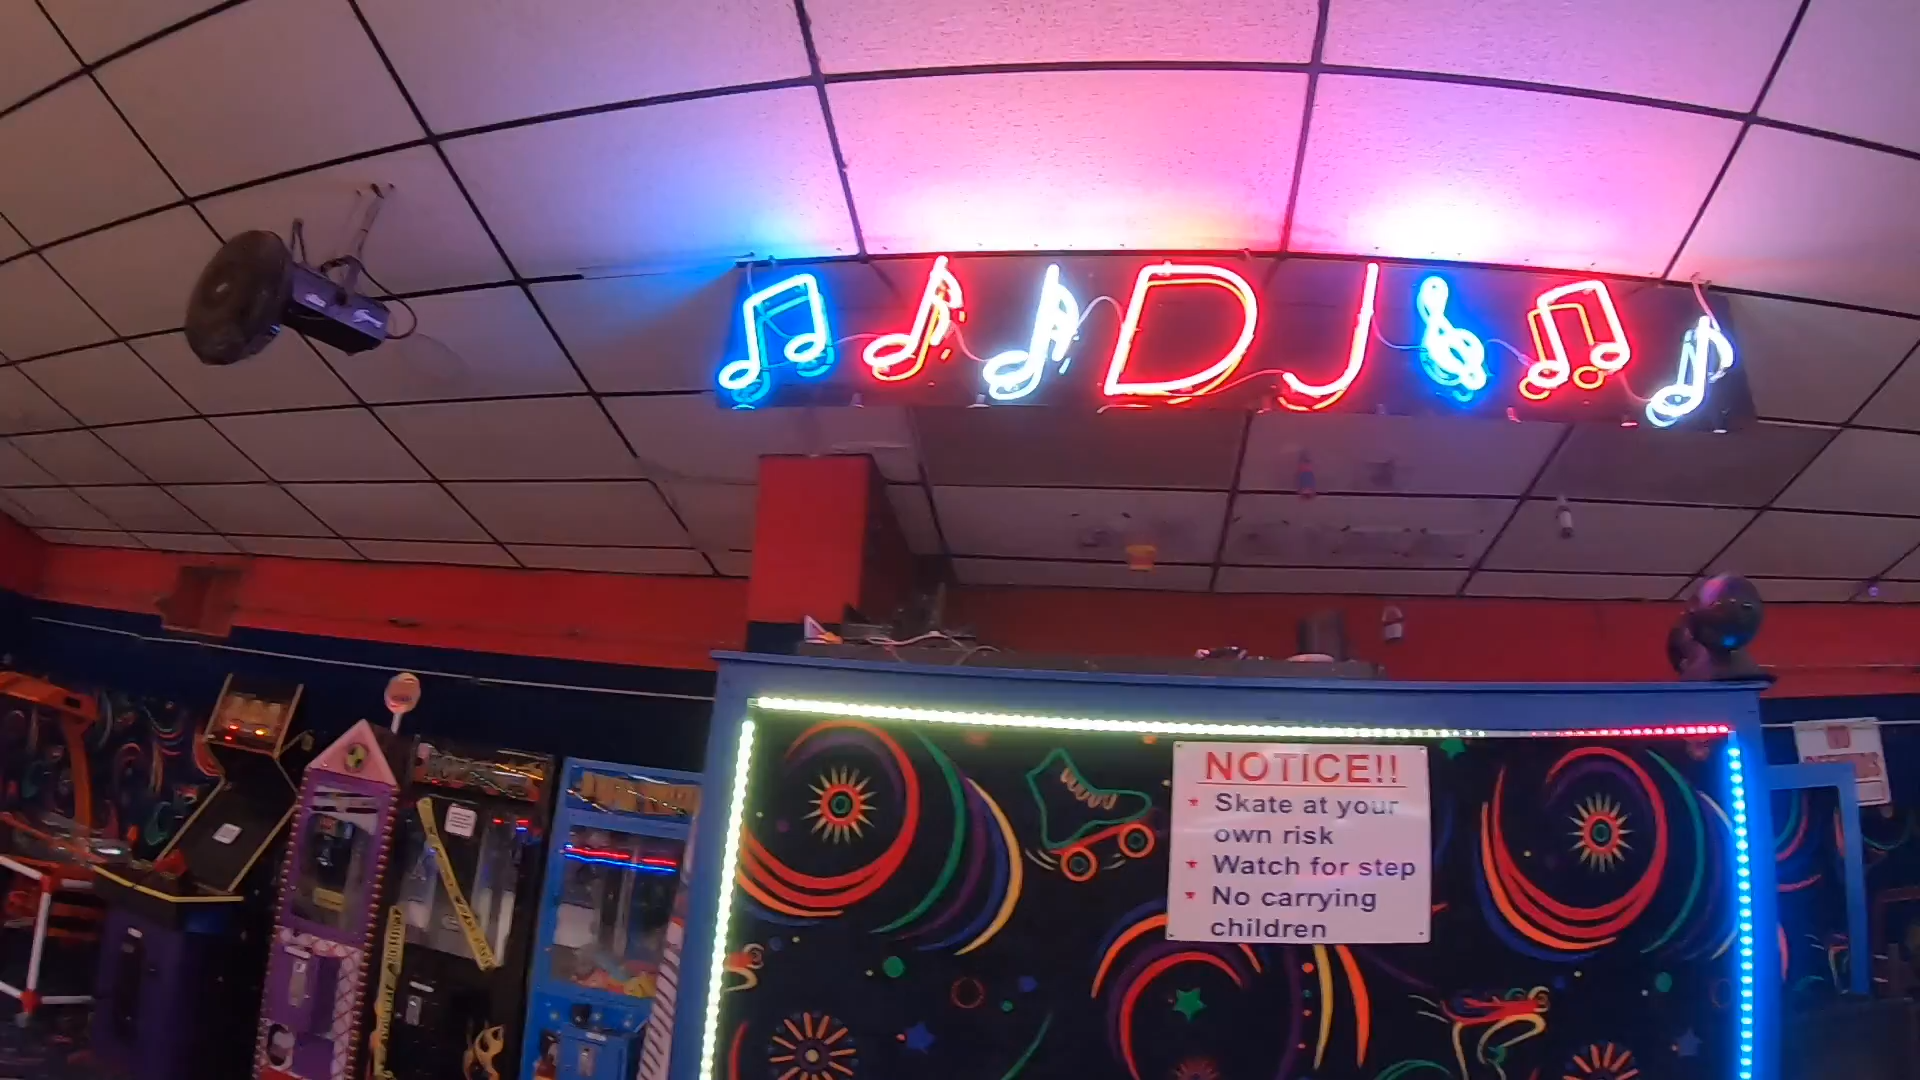 DJ
NOTICE!!
* Skate at your
own risk
* Watch for step
* No carrying
children